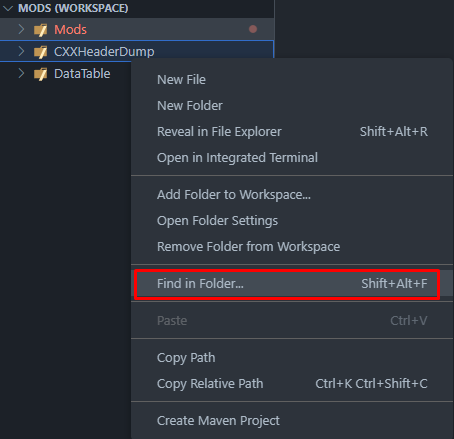 MODS (WORKSPACE)
Mods
CXXHeaderDump
DataTable
New File
New Folder
Reveal in File Explorer Shift+Alt+R
Open in Integrated Terminal
Add Folder to Workspace...
Open Folder Settings
Remove Folder from Workspace
Find in Folder... Shift+Alt+F
Paste Ctrl+V
Copy Path
Copy Relative Path Ctrl+K Ctrl+Shift+C
Create Maven Project